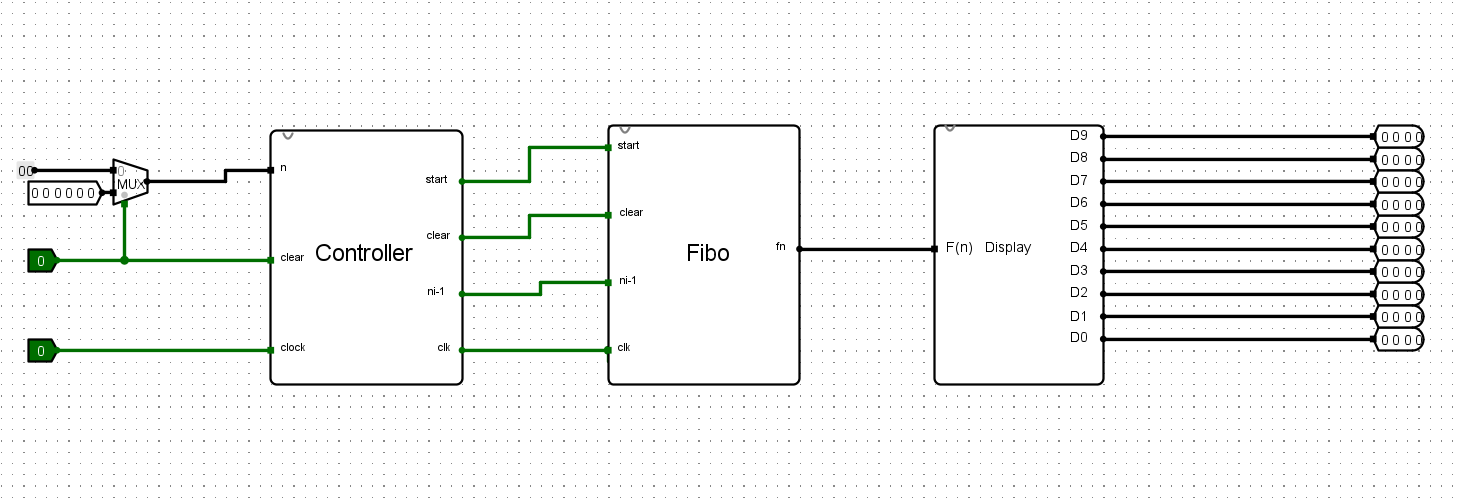 00
0
MUX
0 0 0 0 0 0
0
0
n
clear
clock
Controller
start
clear
ni-1
clk
start
clear
ni-1
clk
Fibo
fn
F(n) Display
D9
D8
D7
D6
D5
D4
D3
D2
D1
D0
0 0 0 0
0 0 0 0
0 0 0 0
0 0 0 0
0 0 0 0
0 0 0 0
0 0 0 0
0 0 0 0
0 0 0 0
0 0 0 0